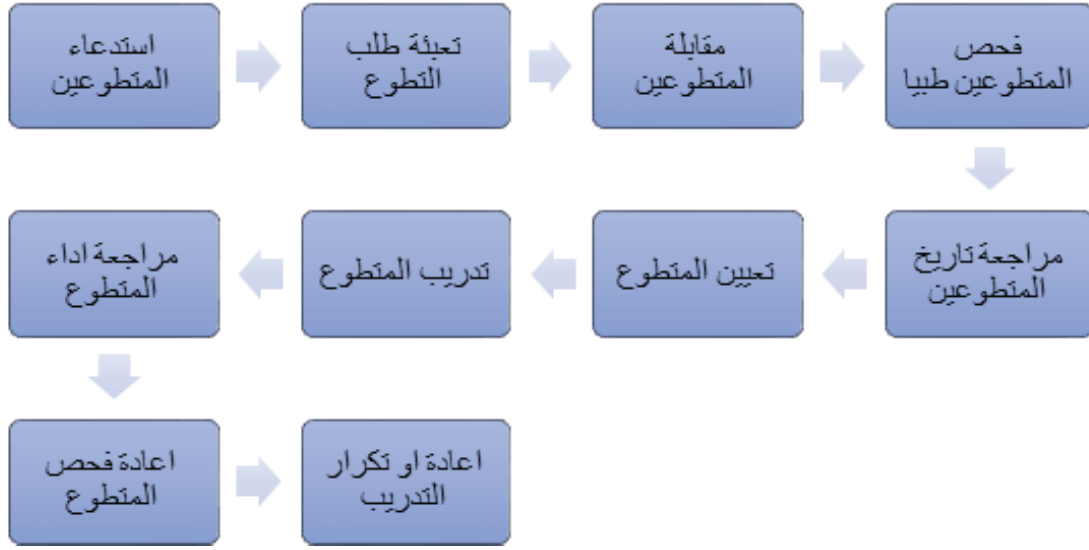 استدعاء
المتطوعين
تعبئة طلب
التطوع
مقابلة
المتطوعين
فحص
المتطوعين طبيا
مراجعة تاريخ
المتطوعين
تعيين المتطوع
تدريب المتطوع
مراجعة اداء
المتطوع
اعادة فحص
المتطوع
اعادة او تكرار
التدريب